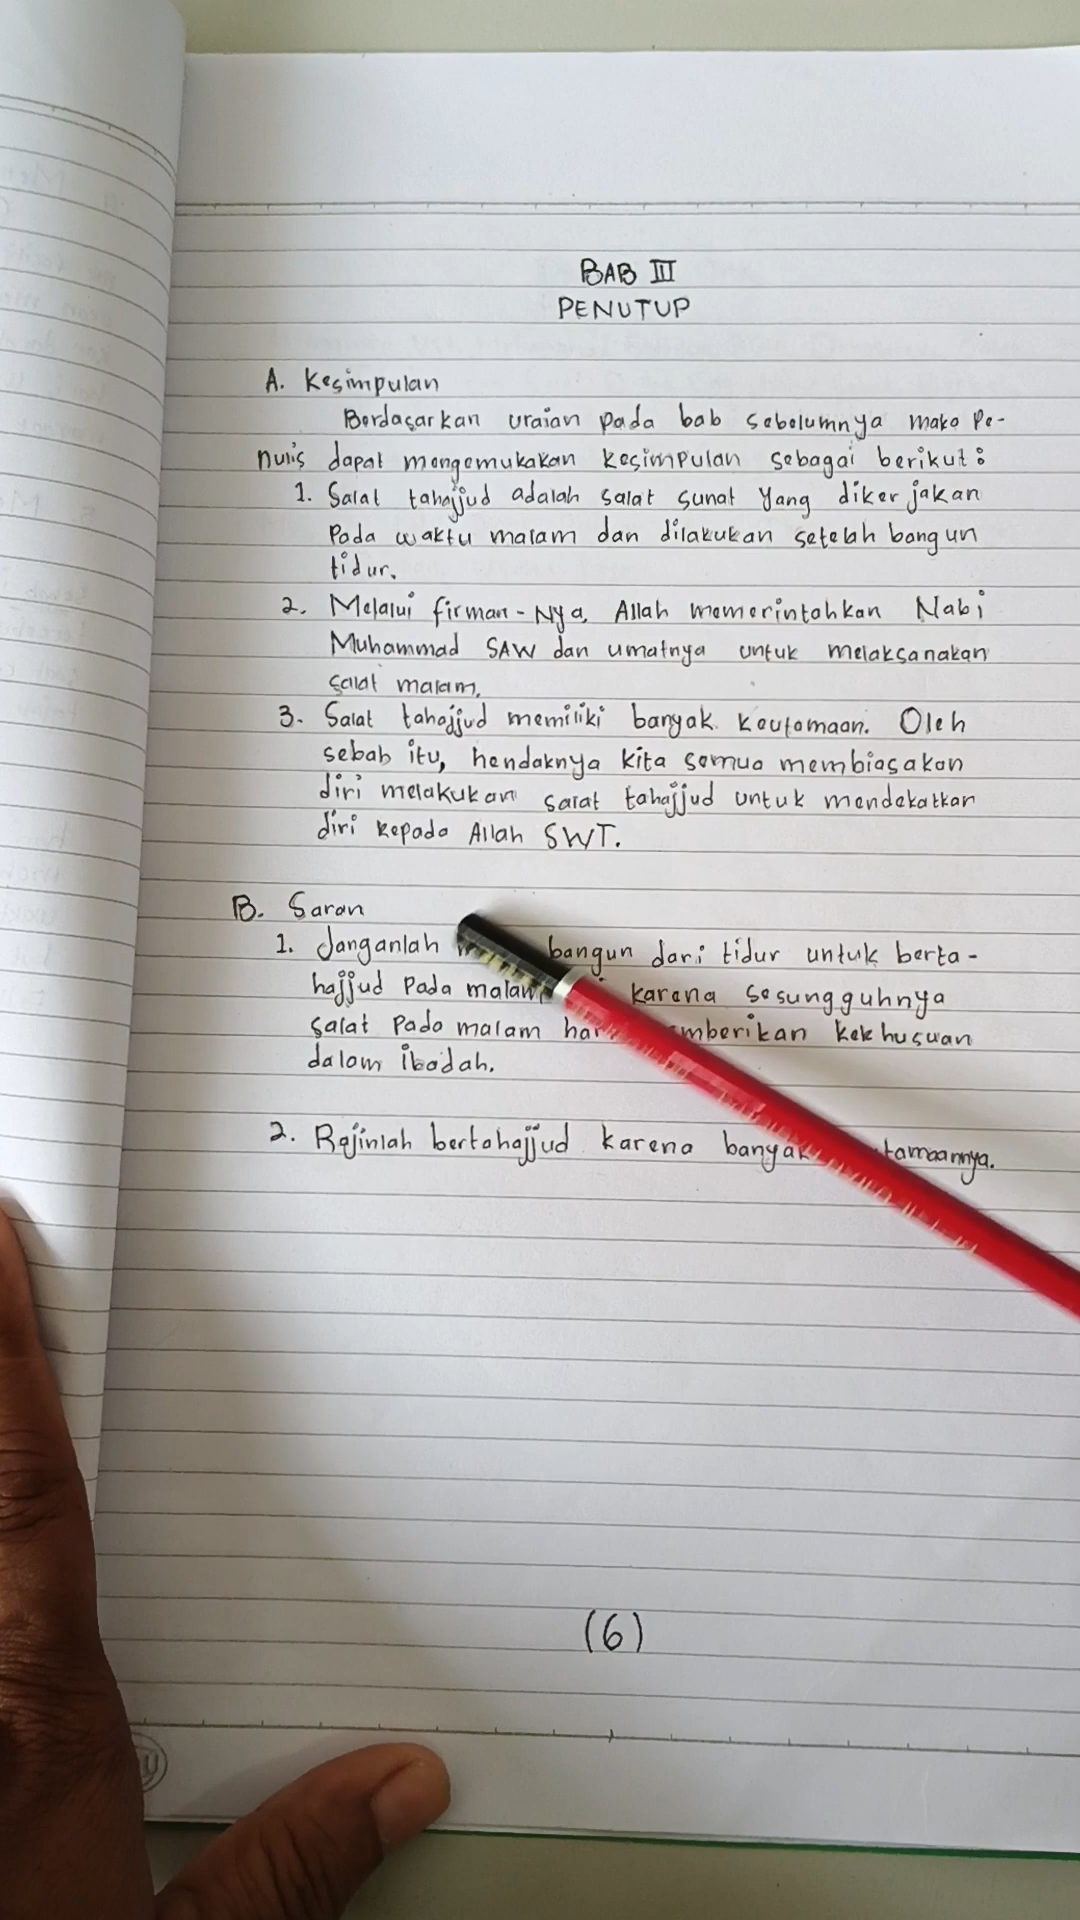 BAB III
PENUTUP
A. Kesimpulan
Berdasarkan uraian pada bab sebelumnya maka pe-
nulis dapat mengemukakan kesimpulan sebagai berikut :
1. Salat tahajjud adalah salat sunat yang dikerjakan
pada waktu malam dan dilakukan setelah bangun
tidur.
2. Melalui firman-Nya, Allah memerintahkan Nabi
Muhammad SAW dan umatnya untuk melaksanakan
salat malam.
3. Salat tahajjud memiliki banyak keutamaan. Oleh
sebab itu, hendaknya kita semua membiasakan
diri melakukan salat tahajjud untuk mendekatkan
diri kepada Allah SWT.
B. Saran
1. Janganlah bangun dari tidur untuk berta-
hajjud pada malam karena sesungguhnya
salat pada malam kekhusuan
dalam ibadah.
2. Rajinlah bertahajjud karena banyak
(6)